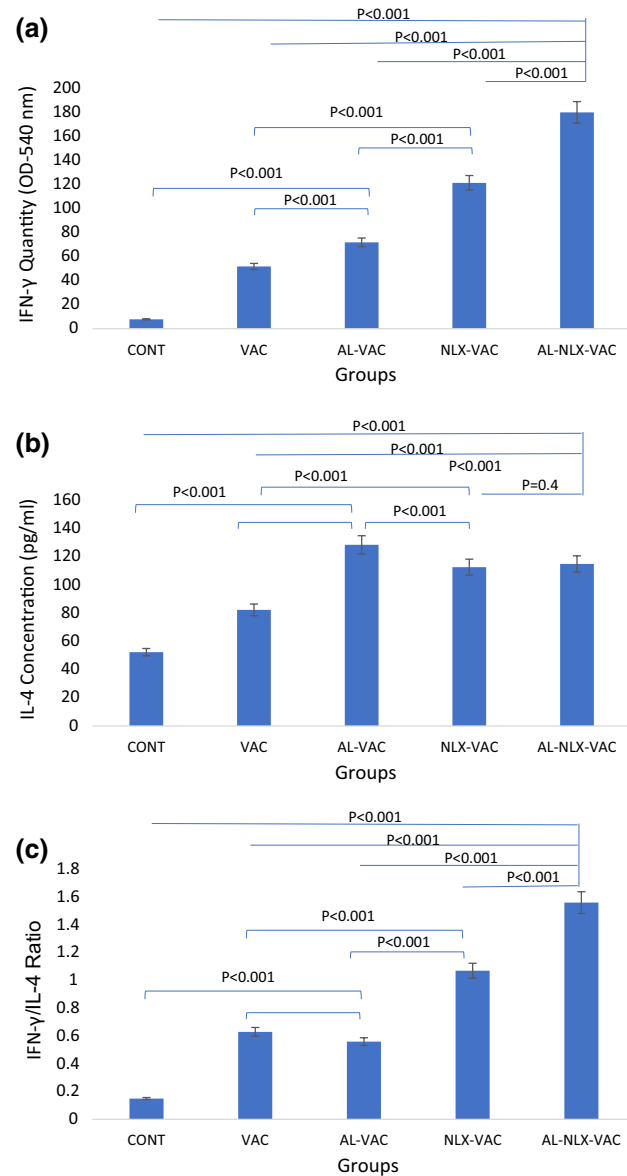 (a)
P<0.001
P<0.001
P<0.001
P<0.001
P<0.001
P<0.001
P<0.001
P<0.001
IFN-γ Quantity (OD-540 nm)
200
180
160
140
120
100
80
60
40
20
0
CONT VAC AL-VAC NLX-VAC AL-NLX-VAC
Groups
(b)
P<0.001
P<0.001
P<0.001
P=0.4
P<0.001
P<0.001
IL-4 Concentration (pg/ml)
160
140
120
100
80
60
40
20
0
CONT VAC AL-VAC NLX-VAC AL-NLX-VAC
Groups
(c)
P<0.001
P<0.001
P<0.001
P<0.001
P<0.001
P<0.001
P<0.001
IFN-γ/IL-4 Ratio
1.8
1.6
1.4
1.2
1
0.8
0.6
0.4
0.2
0
CONT VAC AL-VAC NLX-VAC AL-NLX-VAC
Groups